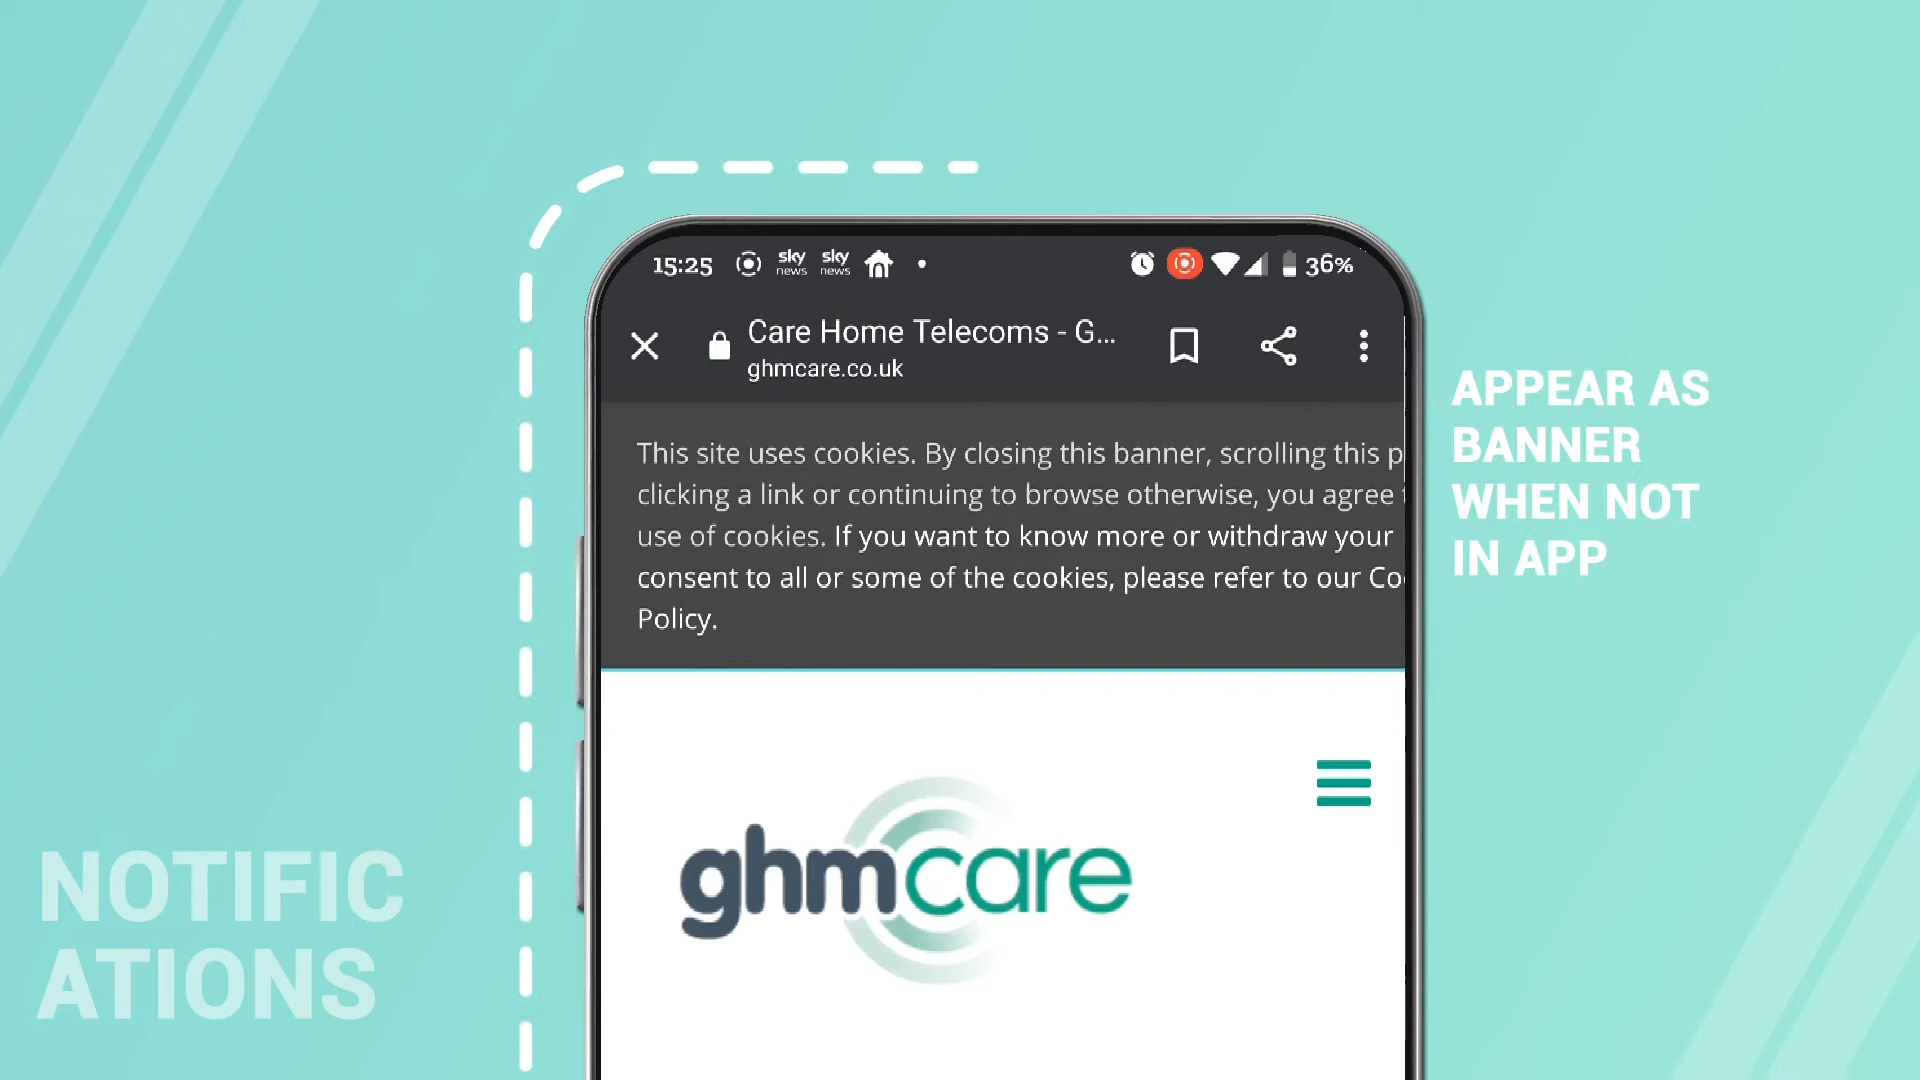 15:25 sky news sky news 36%
Care Home Telecoms - G...
ghmcare.co.uk
This site uses cookies. By closing this banner, scrolling this p
clicking a link or continuing to browse otherwise, you agree
use of cookies. If you want to know more or withdraw your
consent to all or some of the cookies, please refer to our Co
Policy.
ghmcare
APPEAR AS
BANNER
WHEN NOT
IN APP
NOTIFIC
ATIONS